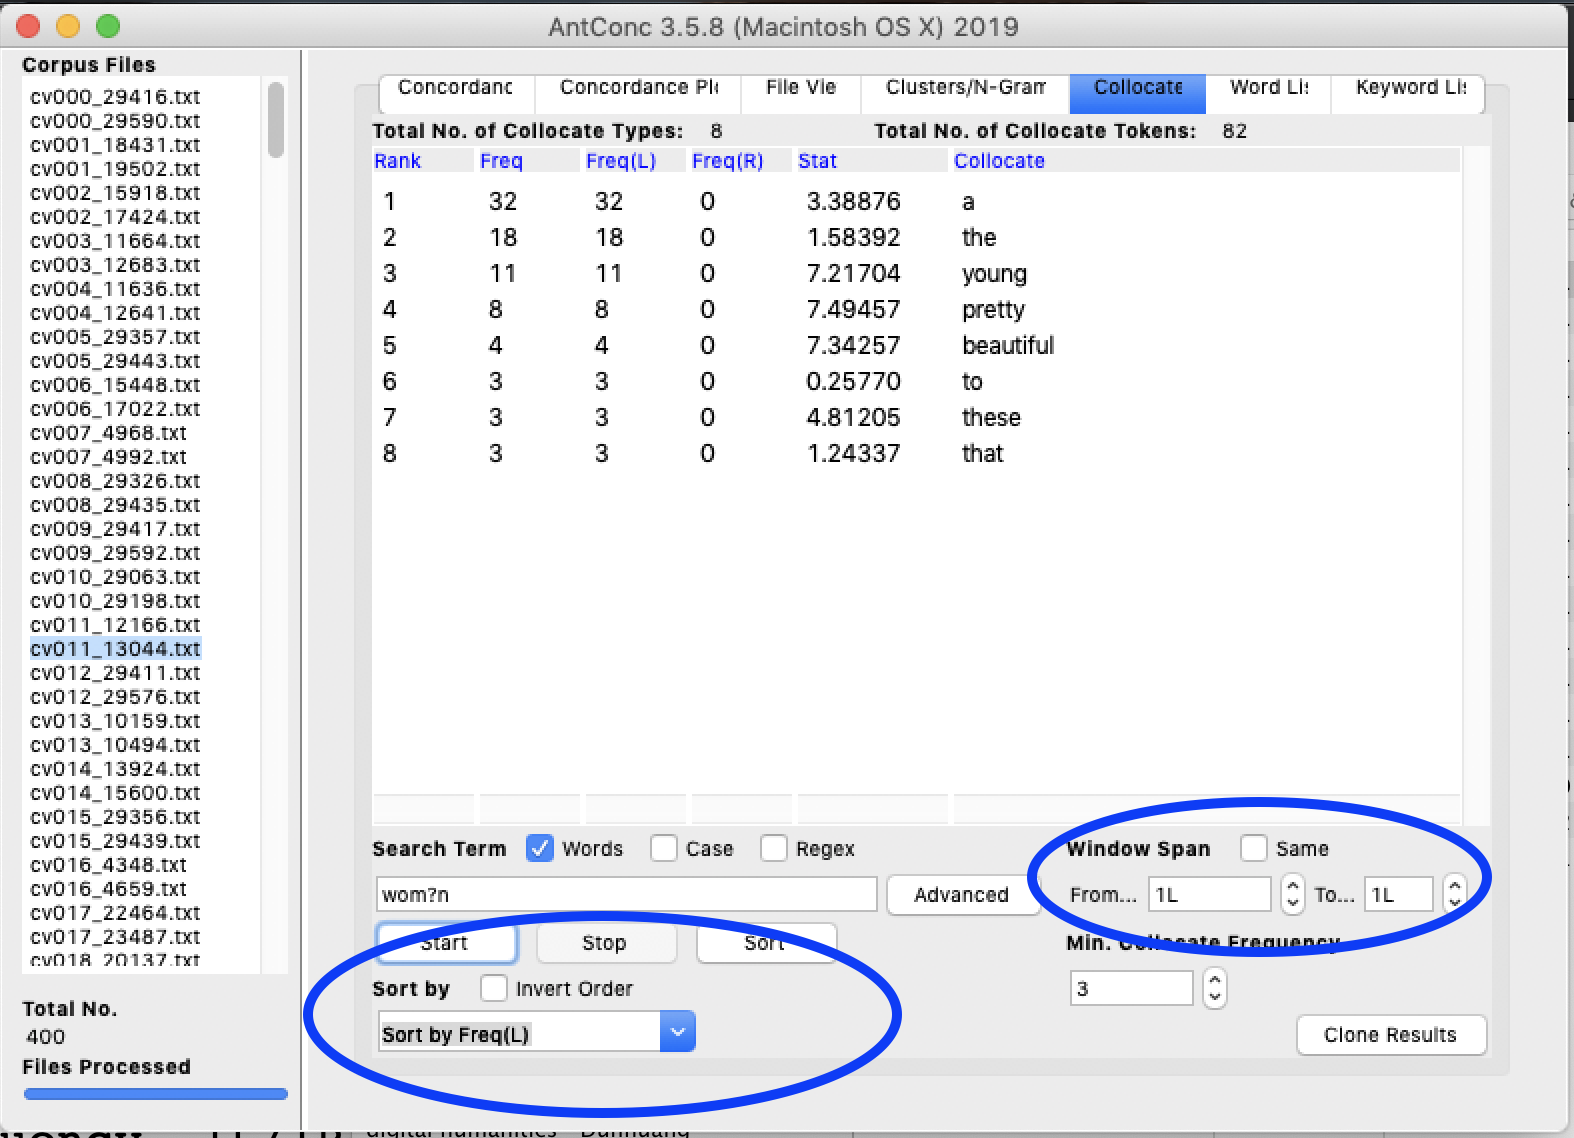 AntConc 3.5.8 (Macintosh OS X) 2019
Corpus Files
cv000_29416.txt
cv000_29590.txt
cv001_18431.txt
cv001_19502.txt
cv002_15918.txt
cv002_17424.txt
cv003_11664.txt
cv003_12683.txt
cv004_11636.txt
cv004_12641.txt
cv005_29357.txt
cv005_29443.txt
cv006_15448.txt
cv006_17022.txt
cv007_4968.txt
cv007_4992.txt
cv008_29326.txt
cv008_29435.txt
cv009_29417.txt
cv009_29592.txt
cv010_29063.txt
cv010_29198.txt
cv011_12166.txt
cv011_13044.txt
cv012_29411.txt
cv012_29576.txt
cv013_10159.txt
cv013_10494.txt
cv014_13924.txt
cv014_15600.txt
cv015_29356.txt
cv015_29439.txt
cv016_4348.txt
cv016_4659.txt
cv017_22464.txt
cv017_23487.txt
cv018_20137.txt
Total No.
400
Files Processed
Concordanc Concordance Plo File Vie Clusters/N-Gram Collocate Word Lis Keyword Lis
Total No. of Collocate Types: 8 Total No. of Collocate Tokens: 82
Rank Freq Freq(L) Freq(R) Stat Collocate
1 32 32 0 3.38876 a
2 18 18 0 1.58392 the
3 11 11 0 7.21704 young
4 8 8 0 7.49457 pretty
5 4 4 0 7.34257 beautiful
6 3 3 0 0.25770 to
7 3 3 0 4.81205 these
8 3 3 0 1.24337 that
Search Term Words Case Regex
wom?n Advanced
Start Stop Sort
Sort by Invert Order
Sort by Freq(L)
Window Span Same
From... 1L To... 1L
Min. Collocate Frequency
3
Clone Results
digital humanities Dunhuang